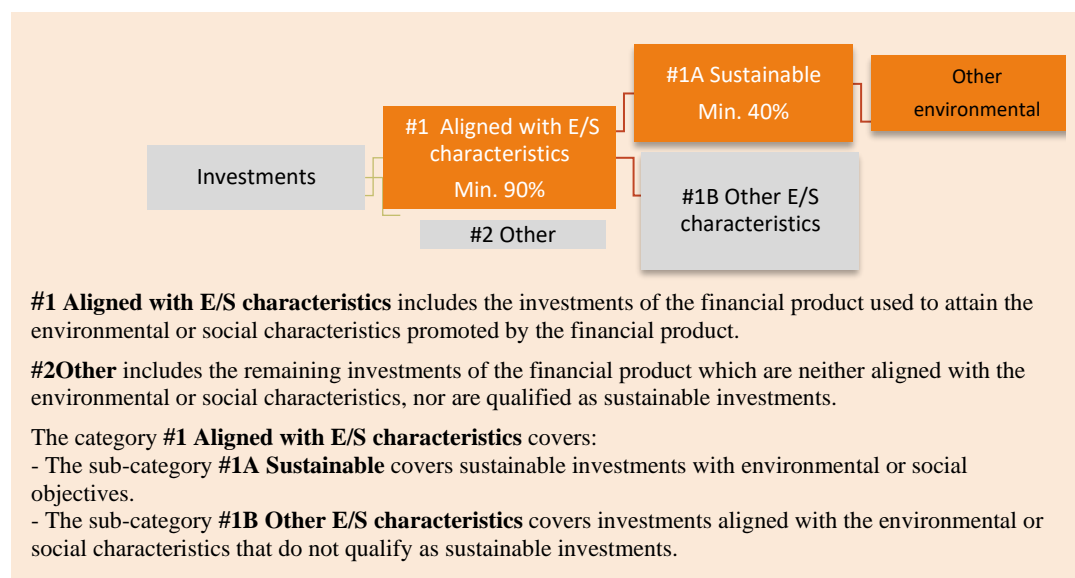 Investments
#1 Aligned with E/S
characteristics
Min. 90%
#2 Other
#1A Sustainable
Min. 40%
#1B Other E/S
characteristics
Other
environmental
#1 Aligned with E/S characteristics includes the investments of the financial product used to attain the
environmental or social characteristics promoted by the financial product.
#2Other includes the remaining investments of the financial product which are neither aligned with the
environmental or social characteristics, nor are qualified as sustainable investments.
The category #1 Aligned with E/S characteristics covers:
- The sub-category #1A Sustainable covers sustainable investments with environmental or social
objectives.
- The sub-category #1B Other E/S characteristics covers investments aligned with the environmental or
social characteristics that do not qualify as sustainable investments.